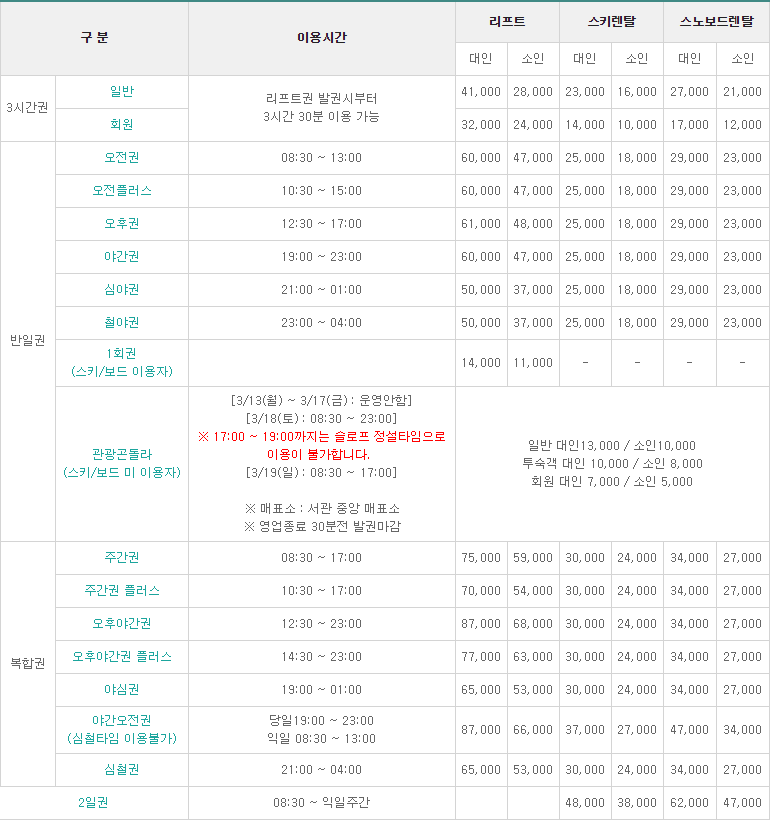 구 분 이용시간 리프트 스키렌탈 스노보드렌탈
대인 소인 대인 소인 대인 소인
3시간권 일반 리프트권 발권시부터 3시간 30분 이용 가능 41,000 28,000 23,000 16,000 27,000 21,000
회원 32,000 24,000 14,000 10,000 17,000 12,000
반일권 오전권 08:30 ~ 13:00 60,000 47,000 25,000 18,000 29,000 23,000
오전플러스 10:30 ~ 15:00 60,000 47,000 25,000 18,000 29,000 23,000
오후권 12:30 ~ 17:00 61,000 48,000 25,000 18,000 29,000 23,000
야간권 19:00 ~ 23:00 60,000 47,000 25,000 18,000 29,000 23,000
심야권 21:00 ~ 01:00 50,000 37,000 25,000 18,000 29,000 23,000
철야권 23:00 ~ 04:00 50,000 37,000 25,000 18,000 29,000 23,000
1회권
(스키/보드 이용자) 14,000 11,000 - - - -
관광곤돌라
(스키/보드 미 이용자)
[3/13(월) ~ 3/17(금) : 운영안함]
[3/18(토) : 08:30 ~ 23:00]
※ 17:00 ~ 19:00까지는 슬로프 정설타임으로
이용이 불가합니다.
[3/19(일) : 08:30 ~ 17:00]
※ 매표소 : 서관 중앙 매표소
※ 영업종료 30분전 발권마감
일반 대인13,000 / 소인10,000
투숙객 대인 10,000 / 소인 8,000
회원 대인 7,000 / 소인 5,000
복합권 주간권 08:30 ~ 17:00 75,000 59,000 30,000 24,000 34,000 27,000
주간권 플러스 10:30 ~ 17:00 70,000 54,000 30,000 24,000 34,000 27,000
오후야간권 12:30 ~ 23:00 87,000 68,000 30,000 24,000 34,000 27,000
오후야간권 플러스 14:30 ~ 23:00 77,000 63,000 30,000 24,000 34,000 27,000
야심권 19:00 ~ 01:00 65,000 53,000 30,000 24,000 34,000 27,000
야간오전권
(심철타임 이용불가)
당일19:00 ~ 23:00
익일 08:30 ~ 13:00
87,000 66,000 37,000 27,000 47,000 34,000
심철권 21:00 ~ 04:00 65,000 53,000 30,000 24,000 34,000 27,000
2일권 08:30 ~ 익일주간 48,000 38,000 62,000 47,000